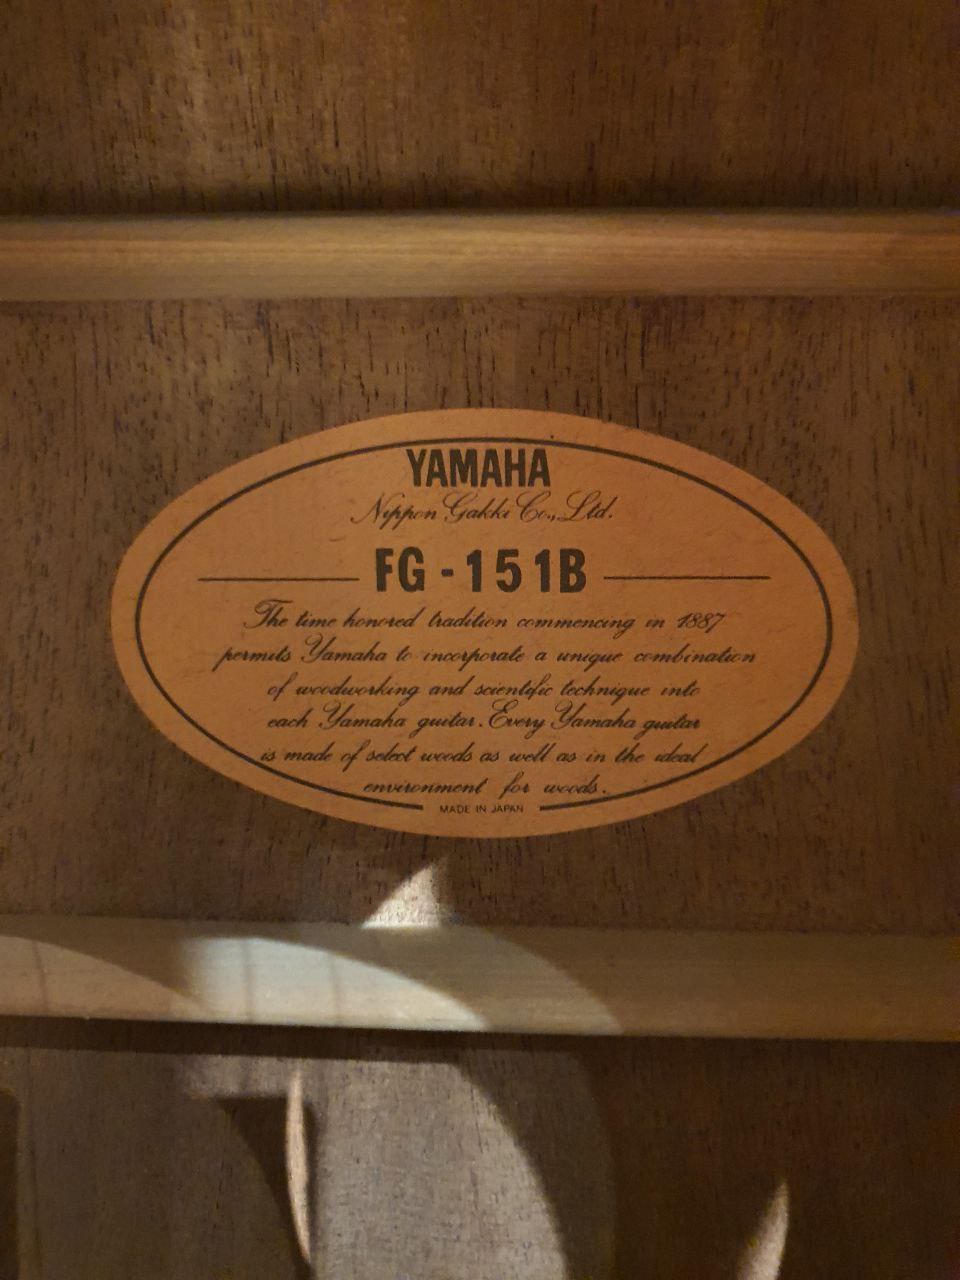 YAMAHA
Nippon Gakki Co., Ltd.
FG-151B
The time honored tradition commencing in 1887
permits Yamaha to incorporate a unique combination
of woodworking and scientific technique into
each Yamaha guitar. Every Yamaha guitar
is made of select woods as well as in the ideal
environment for woods.
MADE IN JAPAN